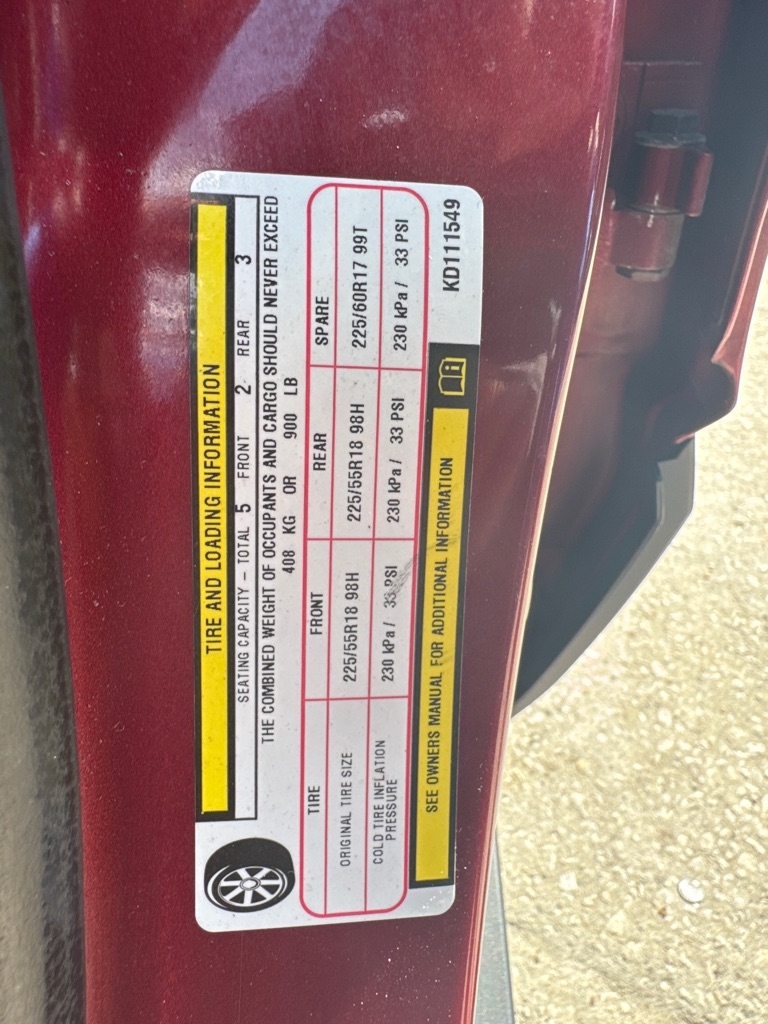 TIRE AND LOADING INFORMATION
SEATING CAPACITY – TOTAL 5 FRONT 2 REAR 3
THE COMBINED WEIGHT OF OCCUPANTS AND CARGO SHOULD NEVER EXCEED
408 KG OR 900 LB
TIRE FRONT REAR SPARE
ORIGINAL TIRE SIZE 225/55R18 98H 225/55R18 98H 225/60R17 99T
COLD TIRE INFLATION
PRESSURE 230 kPa / 33 PSI 230 kPa / 33 PSI 230 kPa / 33 PSI
SEE OWNERS MANUAL FOR ADDITIONAL INFORMATION
KD111549